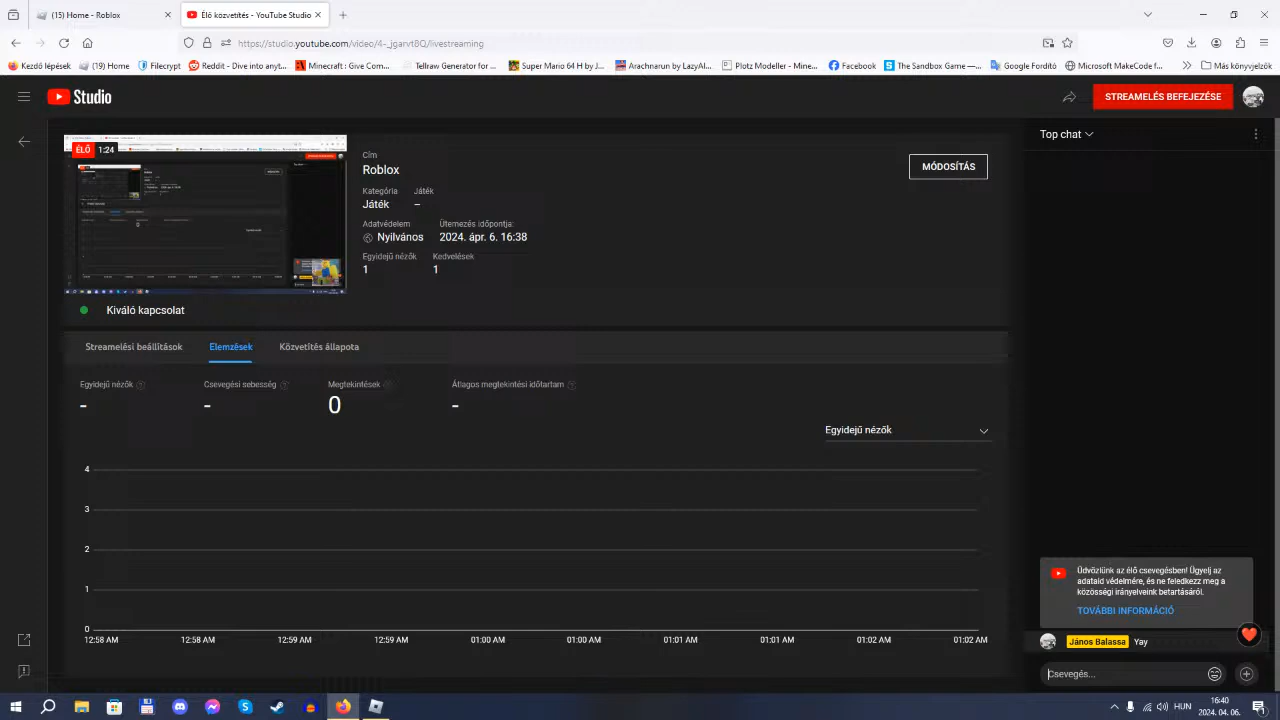 (15) Home - Roblox
Élő közvetítés - YouTube Studio
https://studio.youtube.com/video/4-_jgarvtBQ/livestreaming
Kezdő lépések
(19) Home
Filecrypt
Reddit - Dive into anyt...
Minecraft : Give Com...
Tellraw Generator for ...
Super Mario 64 H by J...
Arachnarun by LazyAl...
Plotz Modeller - Mine...
Facebook
The Sandbox Game —...
Google Fordító
Microsoft MakeCode f...
Más könyvjelzők
Studio
STREAMELÉS BEFEJEZÉSE
Top chat
ÉLŐ 1:24
Cím
Roblox
MÓDOSÍTÁS
Kategória Játék
Játék –
Adatvédelem Ütemezés időpontja:
Nyilvános 2024. ápr. 6. 16:38
Egyidejű nézők Kedvelések
1 1
Kiváló kapcsolat
Streamelési beállítások Elemzések Közvetítés állapota
Egyidejű nézők Csevegési sebesség Megtekintések Átlagos megtekintési időtartam
- - 0 -
Egyidejű nézők
4
3
2
1
0
12:58 AM 12:58 AM 12:59 AM 12:59 AM 01:00 AM 01:00 AM 01:01 AM 01:01 AM 01:02 AM 01:02 AM
Üdvözlünk az élő csevegésben! Ügyelj az
adataid védelmére, és ne feledkezz meg a
közösségi irányelveink betartásáról.
TOVÁBBI INFORMÁCIÓ
János Balassa Yay
Csevegés...
HUN
16:40
2024. 04. 06.